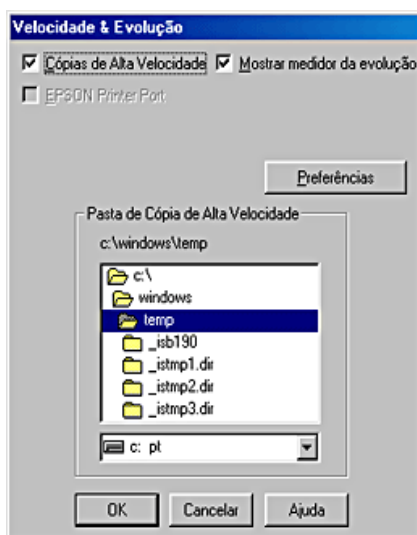 Velocidade & Evolução
Cópias de Alta Velocidade Mostrar medidor da evolução
EPSON Printer Port
Preferências
Pasta de Cópia de Alta Velocidade
c:\windows\temp
c:\
windows
temp
_isb190
_istmp1.dir
_istmp2.dir
_istmp3.dir
c: pt
OK Cancelar Ajuda